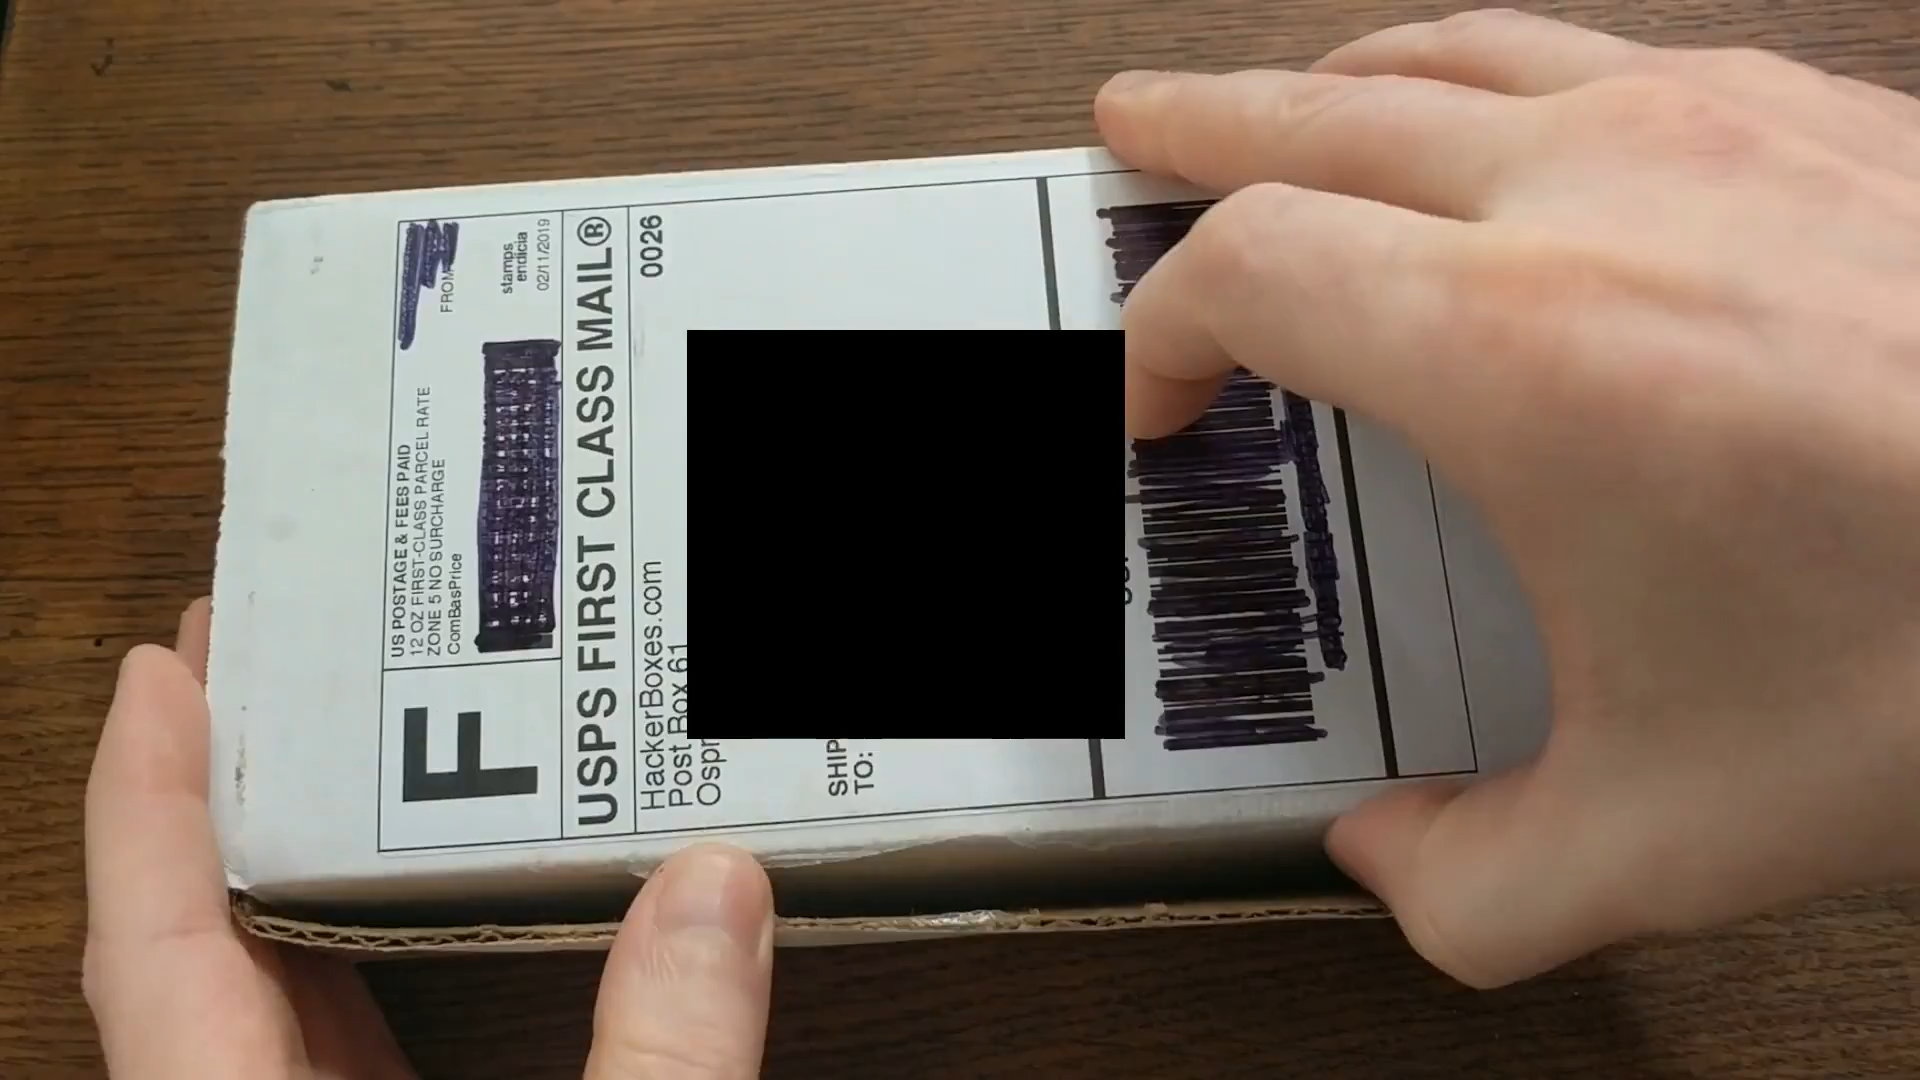 F
US POSTAGE & FEES PAID
12 OZ FIRST-CLASS PARCEL RATE
ZONE 5 NO SURCHARGE
ComBasPrice
FROM
stamps
endicia
02/11/2019
USPS FIRST CLASS MAIL®
HackerBoxes.com
0026
Post Box 61
SHIP
TO: